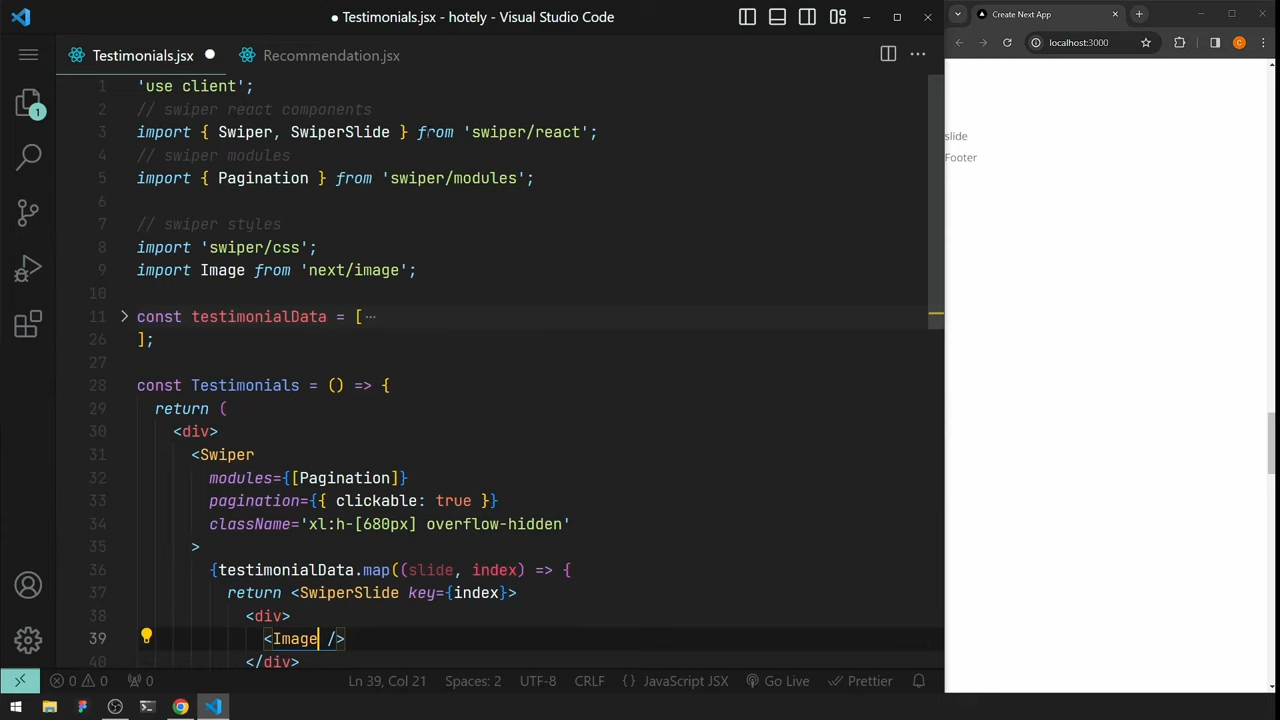 Testimonials.jsx - hotely - Visual Studio Code
Create Next App
Testimonials.jsx
Recommendation.jsx
localhost:3000
C
1
1 'use client';
2 // swiper react components
3 import { Swiper, SwiperSlide } from 'swiper/react';
4 // swiper modules
5 import { Pagination } from 'swiper/modules';
6
7 // swiper styles
8 import 'swiper/css';
9 import Image from 'next/image';
10
11 const testimonialData = [···
26 ];
27
28 const Testimonials = () => {
29 return (
30 <div>
31 <Swiper
32 modules={[Pagination]}
33 pagination={{ clickable: true }}
34 className='xl:h-[680px] overflow-hidden'
35 >
36 {testimonialData.map((slide, index) => {
37 return <SwiperSlide key={index}>
38 <div>
39 <Image />
40 </div>
slide
Footer
0 0 0 Ln 39, Col 21 Spaces: 2 UTF-8 CRLF {} JavaScript JSX Go Live Prettier